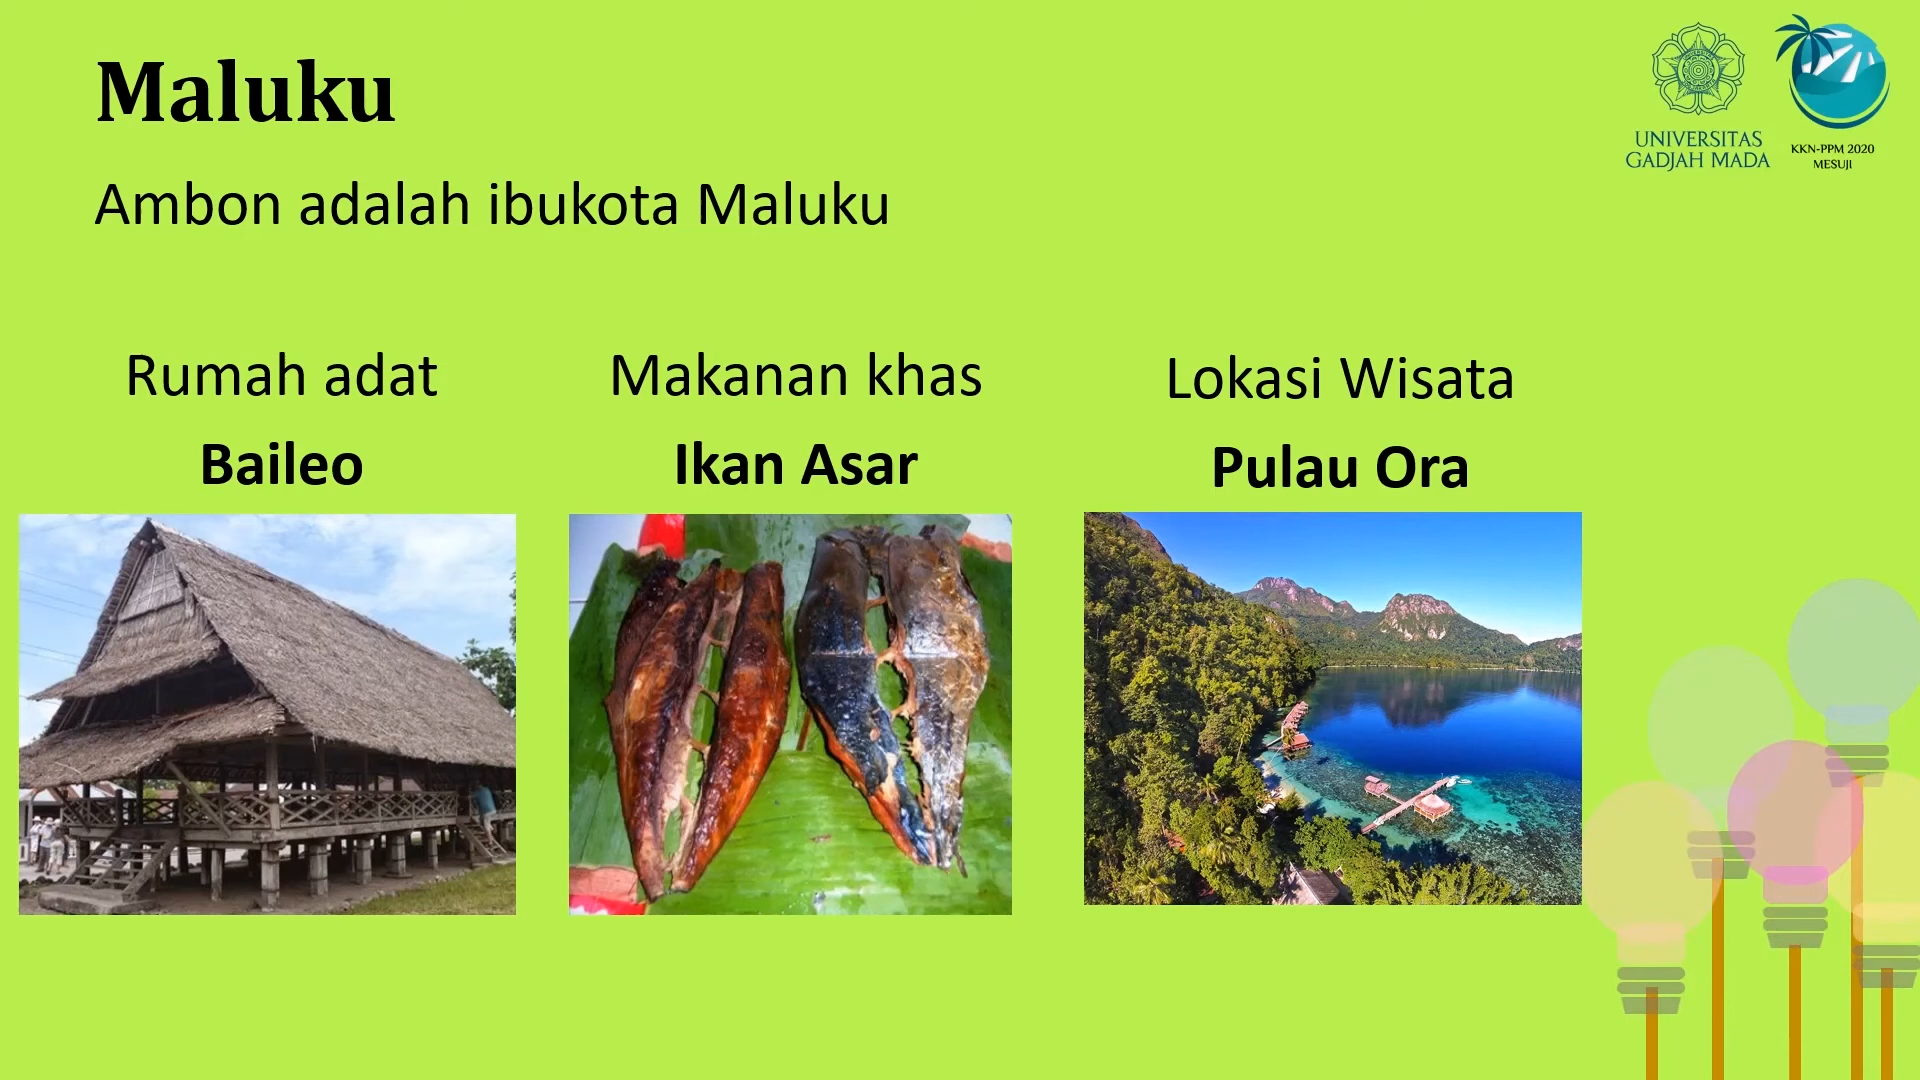 Maluku
Ambon adalah ibukota Maluku
UNIVERSITAS
GADJAH MADA
KKN-PPM 2020
MESUJI
Rumah adat
Baileo
Makanan khas
Ikan Asar
Lokasi Wisata
Pulau Ora